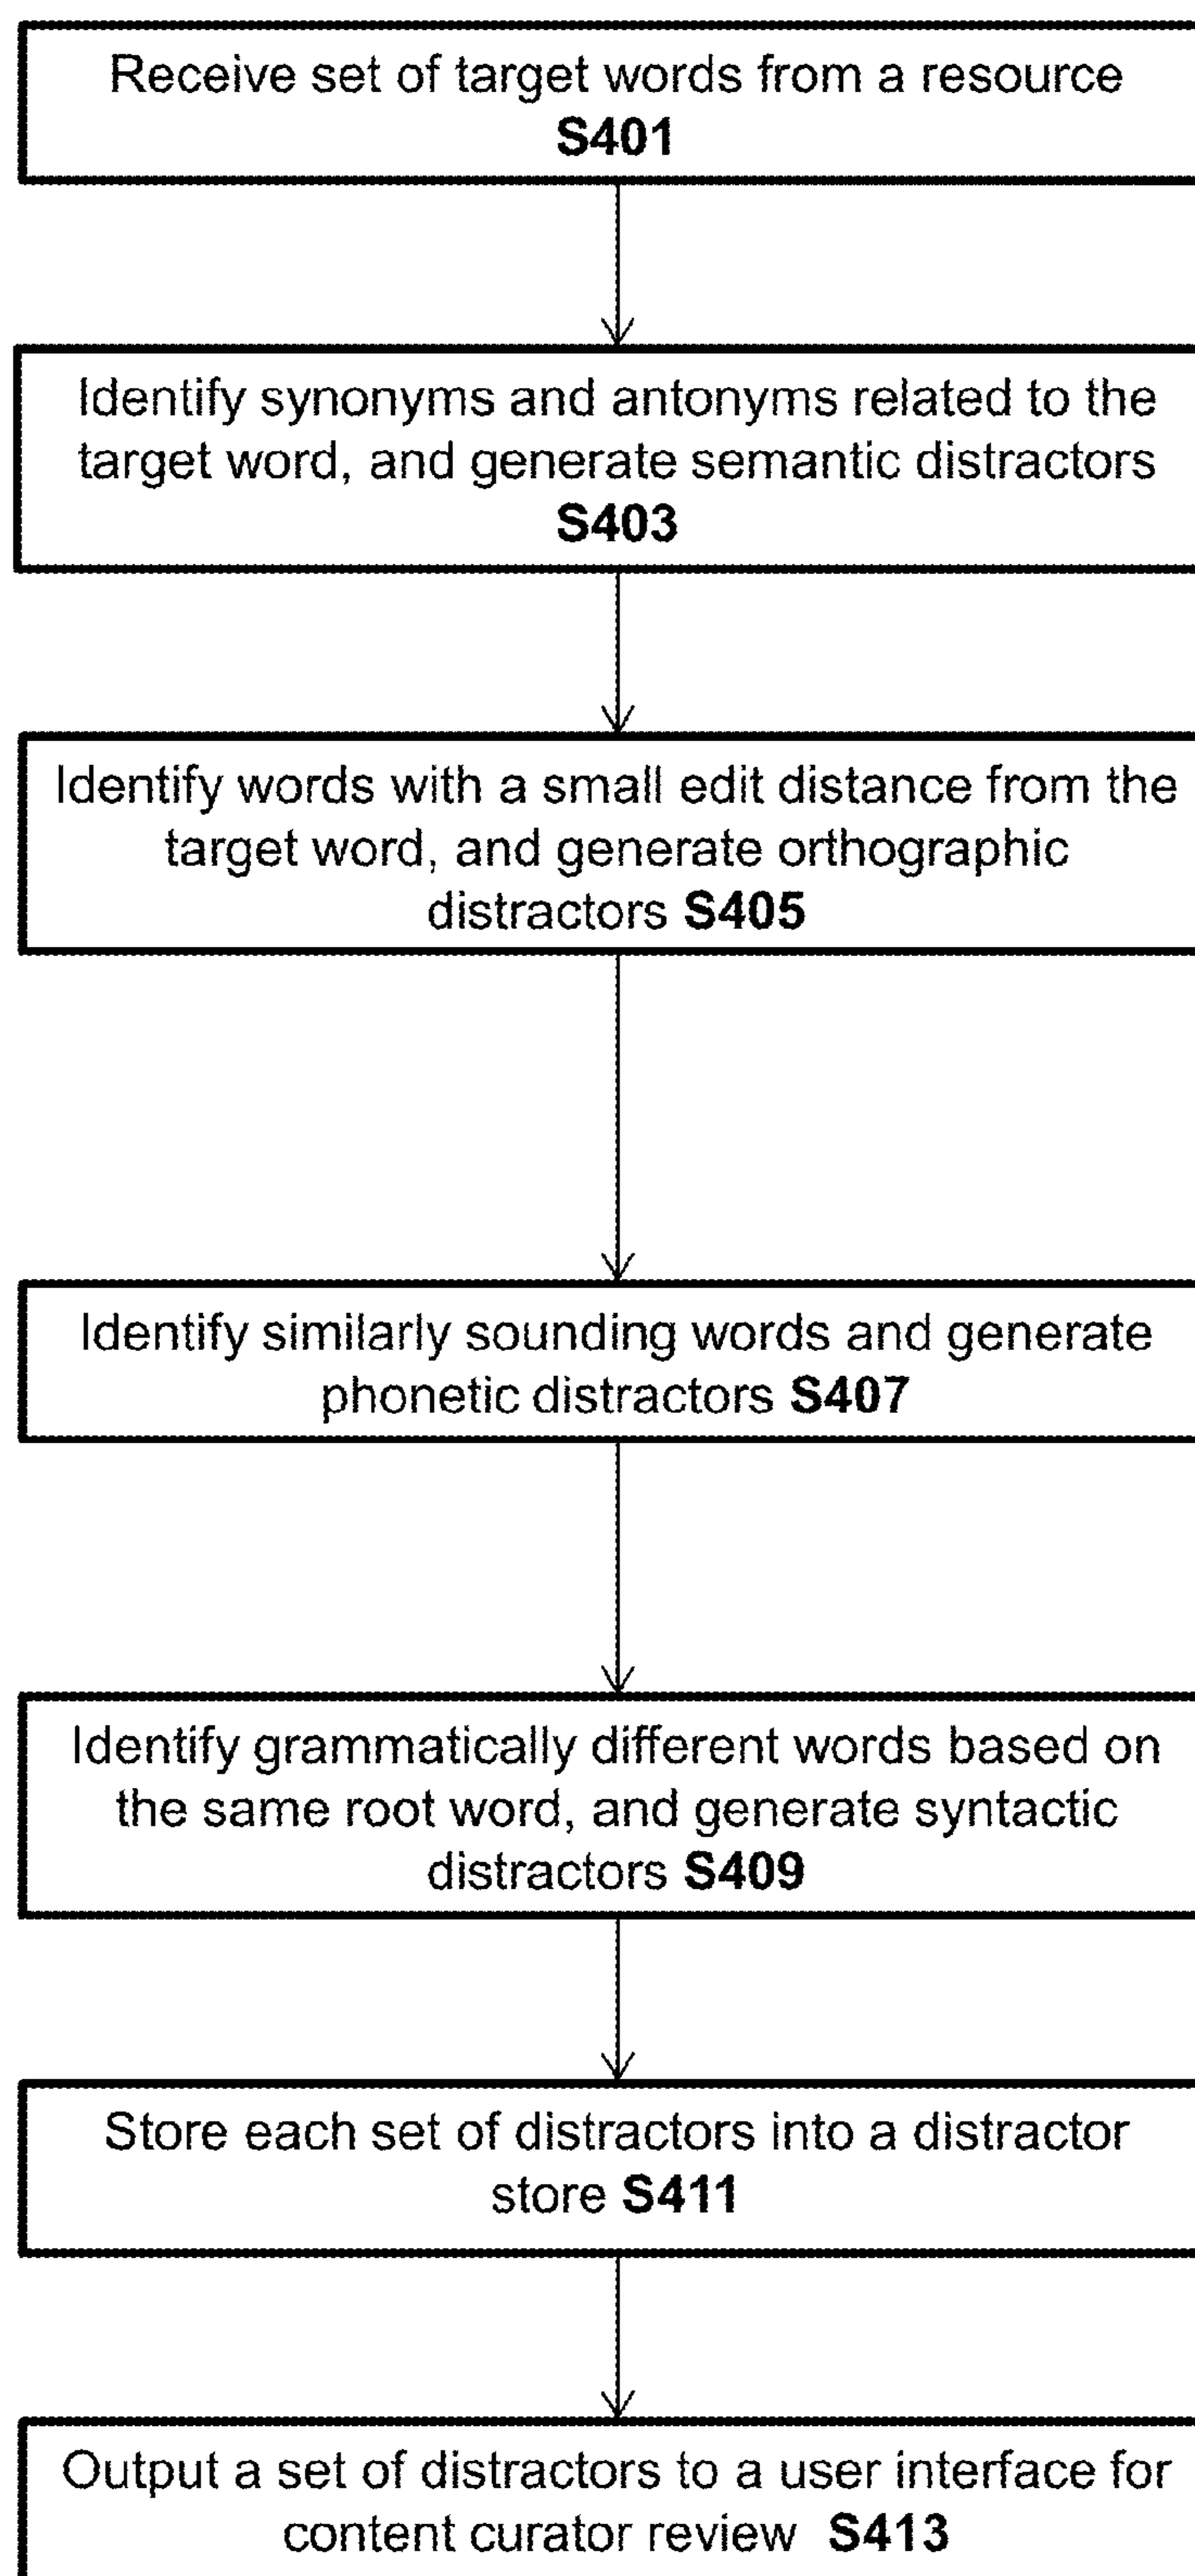 Receive set of target words from a resource
S401
Identify synonyms and antonyms related to the
target word, and generate semantic distractors
S403
Identify words with a small edit distance from the
target word, and generate orthographic
distractors S405
Identify similarly sounding words and generate
phonetic distractors S407
Identify grammatically different words based on
the same root word, and generate syntactic
distractors S409
Store each set of distractors into a distractor
store S411
Output a set of distractors to a user interface for
content curator review S413